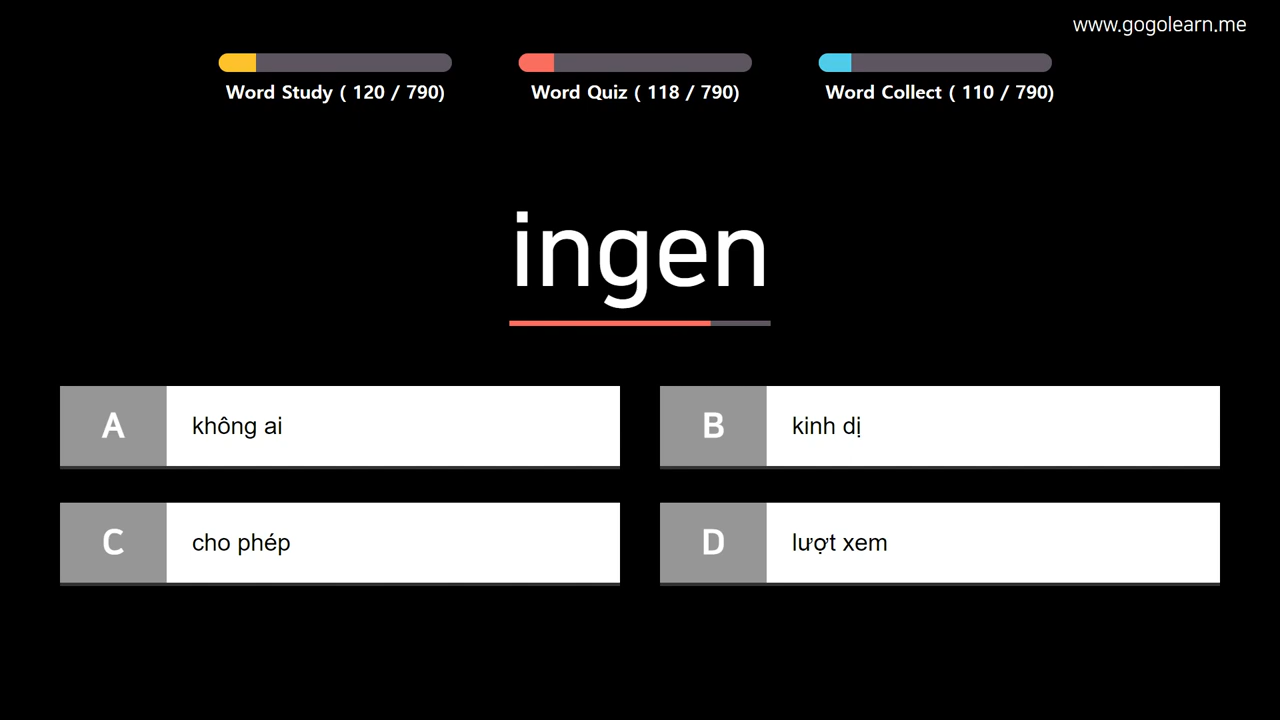 www.gogolearn.me
Word Study ( 120 / 790)
Word Quiz ( 118 / 790)
Word Collect ( 110 / 790)
ingen
A không ai
B kinh dị
C cho phép
D lượt xem